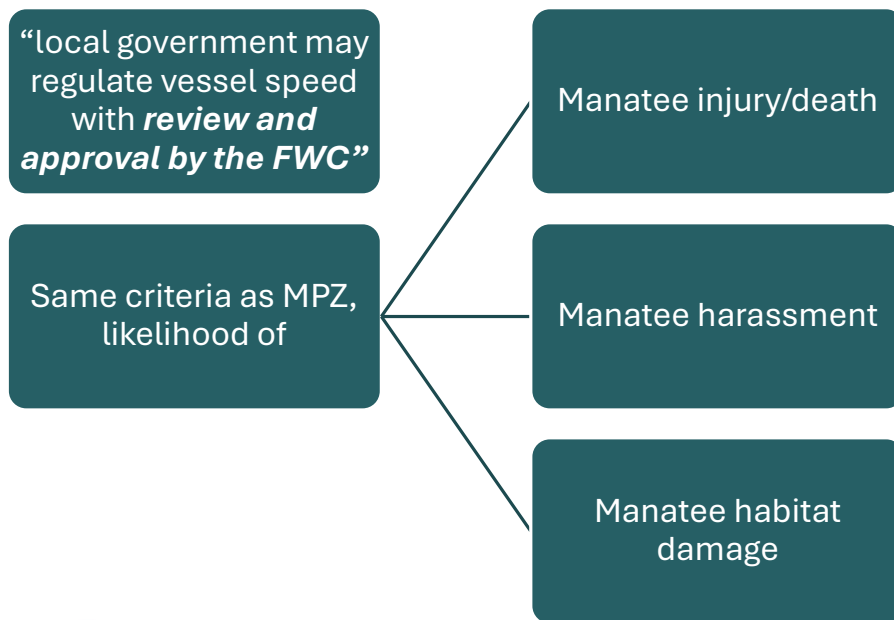 “local government may
regulate vessel speed
with review and
approval by the FWC”
Same criteria as MPZ,
likelihood of
Manatee injury/death
Manatee harassment
Manatee habitat
damage